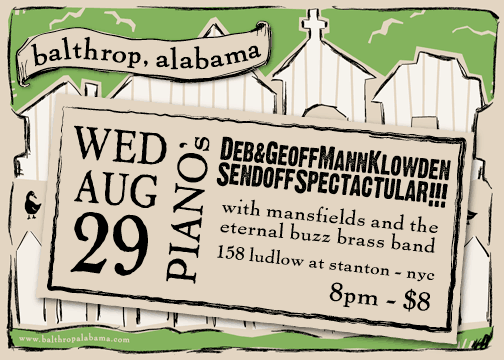 balthrop, alabama
WED
AUG
29
PIANO's
DEB&GEOFFMANNKLOWDEN
SENDOFFSPECTACTULAR!!!
with mansfields and the
eternal buzz brass band
158 ludlow at stanton - nyc
8pm - $8
www.balthropalabama.com